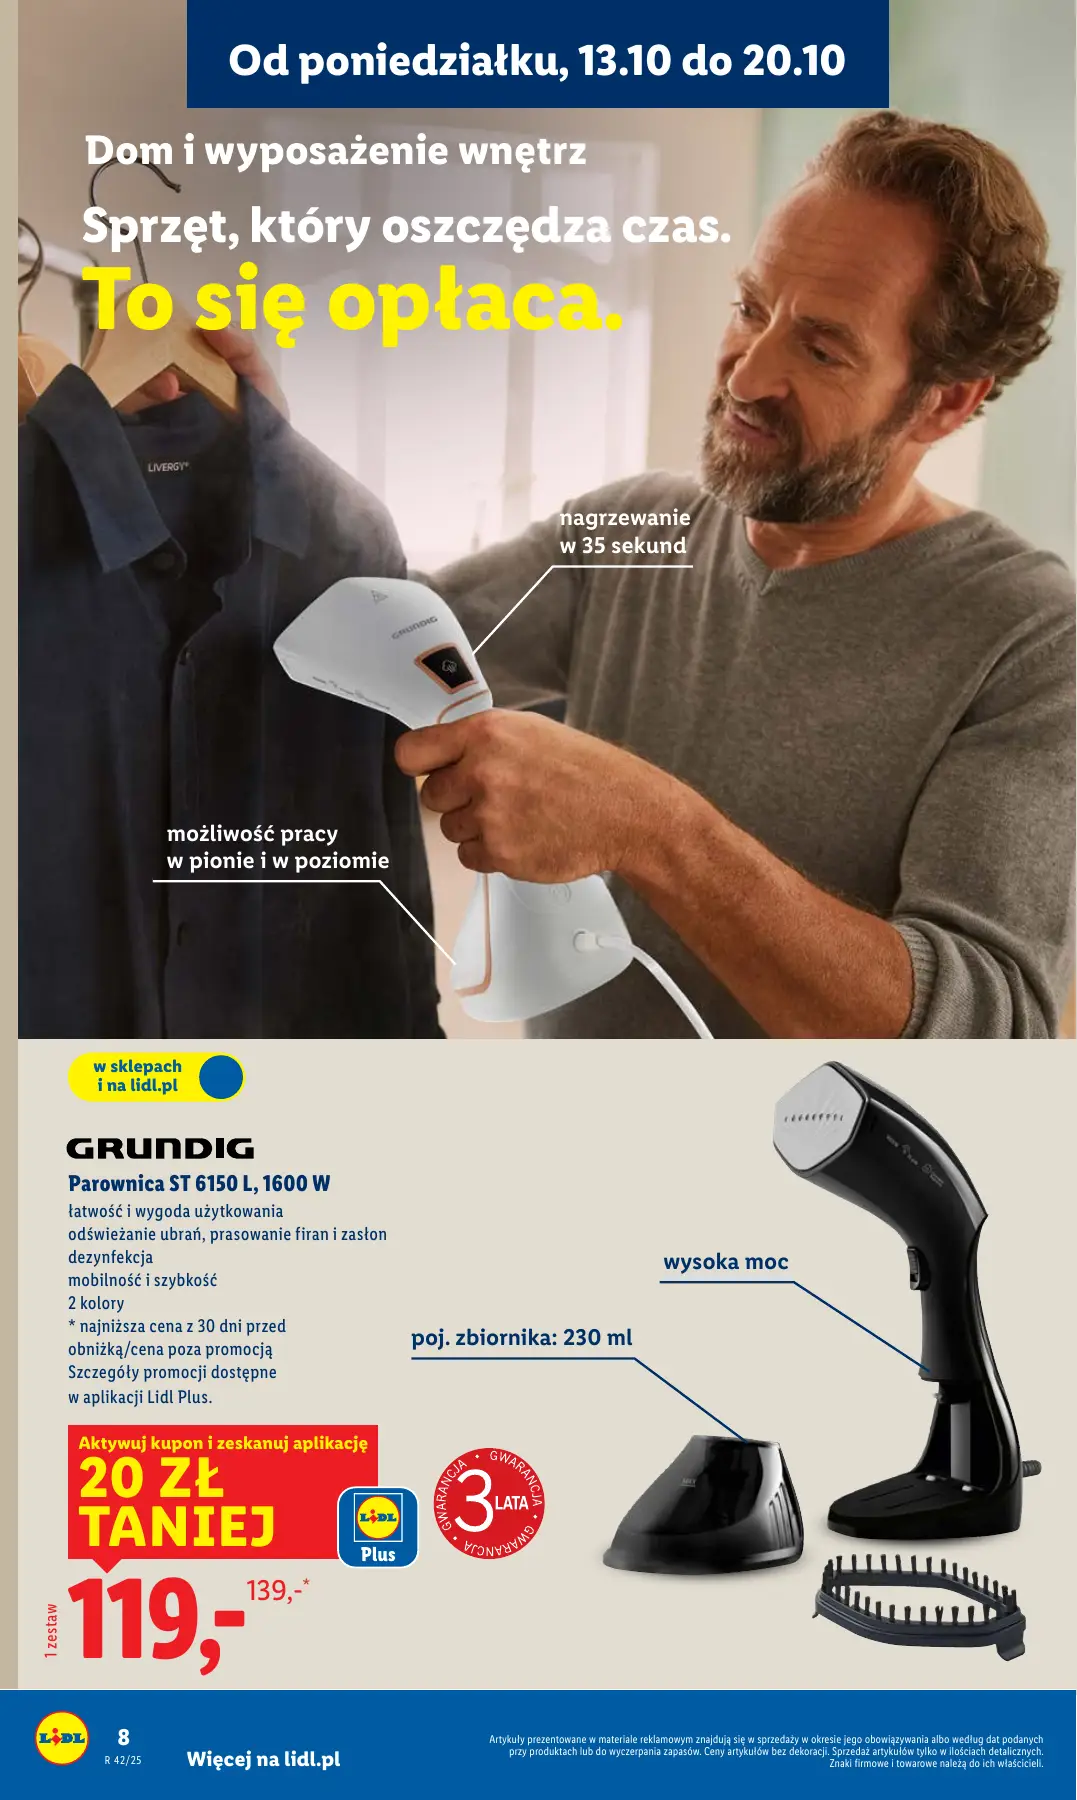 Od poniedziałku, 13.10 do 20.10
Dom i wyposażenie wnętrz
Sprzęt, który oszczędza czas.
To się opłaca.
LIVERGY®
nagrzewanie
w 35 sekund
GRUNDIG
możliwość pracy
w pionie i w poziomie
w sklepach
i na lidl.pl
GRUNDIG
Parownica ST 6150 L, 1600 W
łatwość i wygoda użytkowania
odświeżanie ubrań, prasowanie firan i zasłon
dezynfekcja
mobilność i szybkość
2 kolory
* najniższa cena z 30 dni przed
obniżką/cena poza promocją
Szczegóły promocji dostępne
w aplikacji Lidl Plus.
wysoka moc
poj. zbiornika: 230 ml
Aktywuj kupon i zeskanuj aplikację
20 ZŁ
TANIEJ
LIDL
Plus
GWARANCJA • GWARANCJA • GWARANCJA •
3 LATA
1 zestaw
119,-
139,-*
LIDL
8
R 42/25
Więcej na lidl.pl
Artykuły prezentowane w materiale reklamowym znajdują się w sprzedaży w okresie jego obowiązywania albo według dat podanych
przy produktach lub do wyczerpania zapasów. Ceny artykułów bez dekoracji. Sprzedaż artykułów tylko w ilościach detalicznych.
Znaki firmowe i towarowe należą do ich właścicieli.